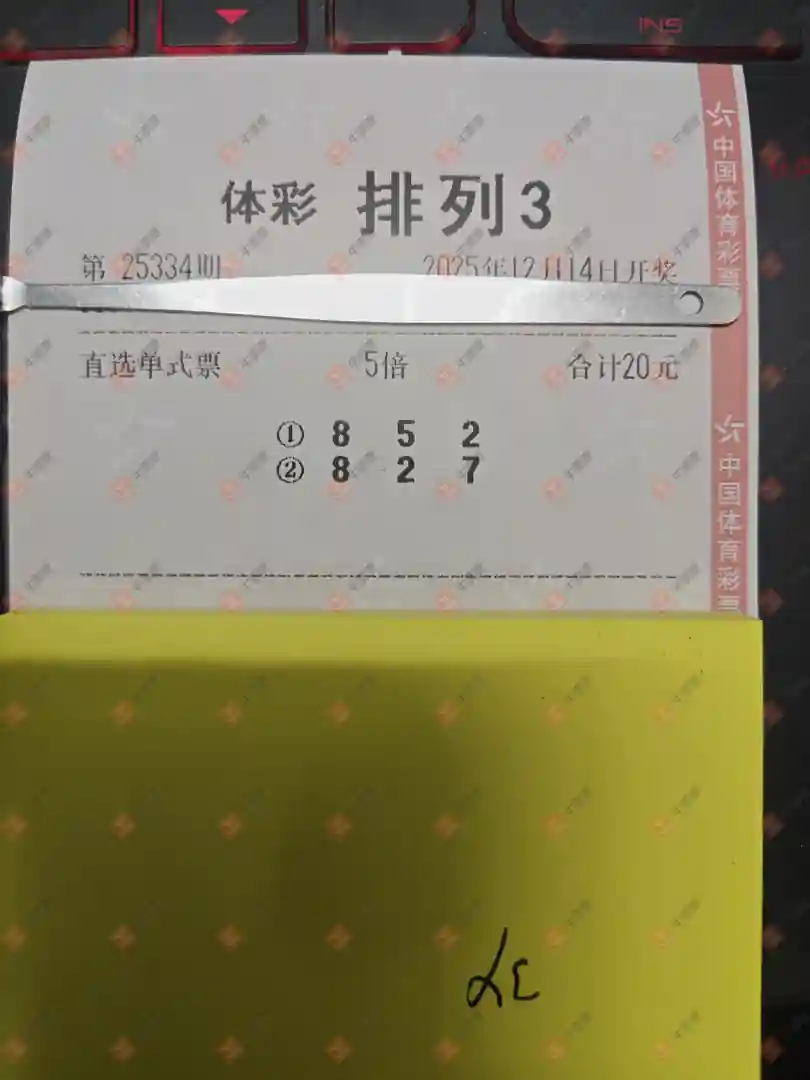 INS
体彩 排列3
第 25334期 2025年12月14日开奖
直选单式票 5倍 合计20元
① 8 5 2
② 8 2 7
中国体育彩票
中国体育彩票